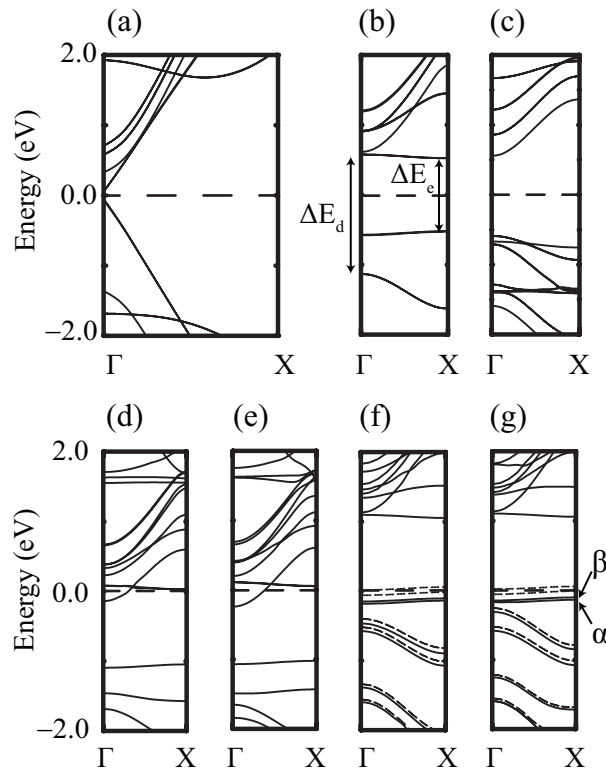 (a) (b) (c)
2.0
Energy (eV)
0.0
−2.0
ΔE_d
ΔE_e
Γ X Γ X Γ X
(d) (e) (f) (g)
2.0
Energy (eV)
0.0
−2.0
β
α
Γ X Γ X Γ X Γ X